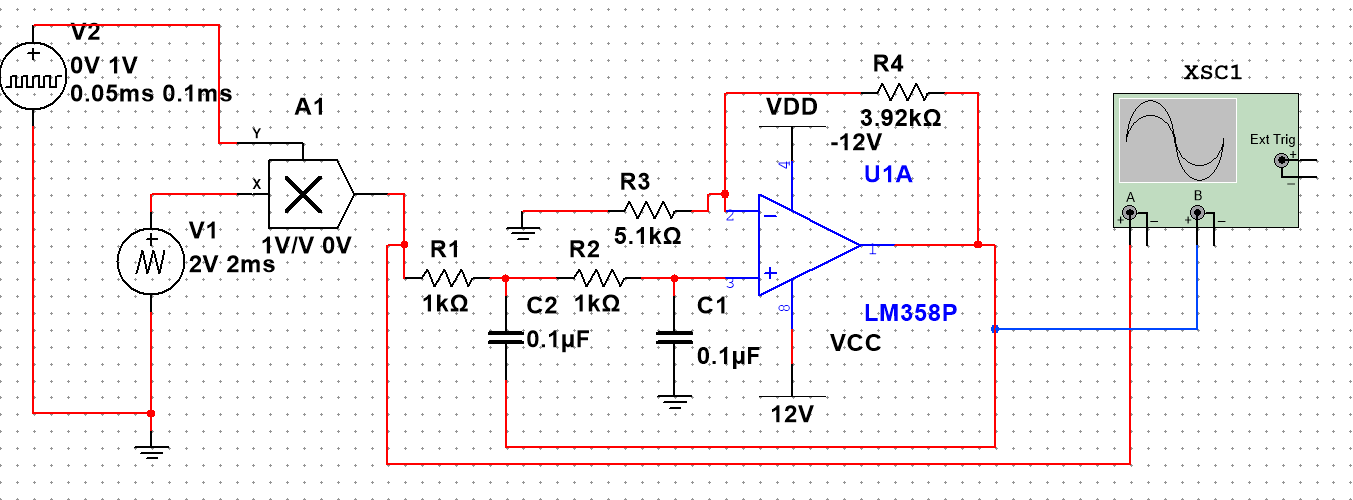 V2
0V 1V
0.05ms 0.1ms
A1
Y
X
1V/V 0V
V1
2V 2ms
R1
1kΩ
R2
1kΩ
C2
0.1µF
C1
0.1µF
R3
5.1kΩ
R4
3.92kΩ
VDD
-12V
4
U1A
2
3
1
8
LM358P
VCC
12V
XSC1
Ext Trig
+
−
A
B
+
−
+
−